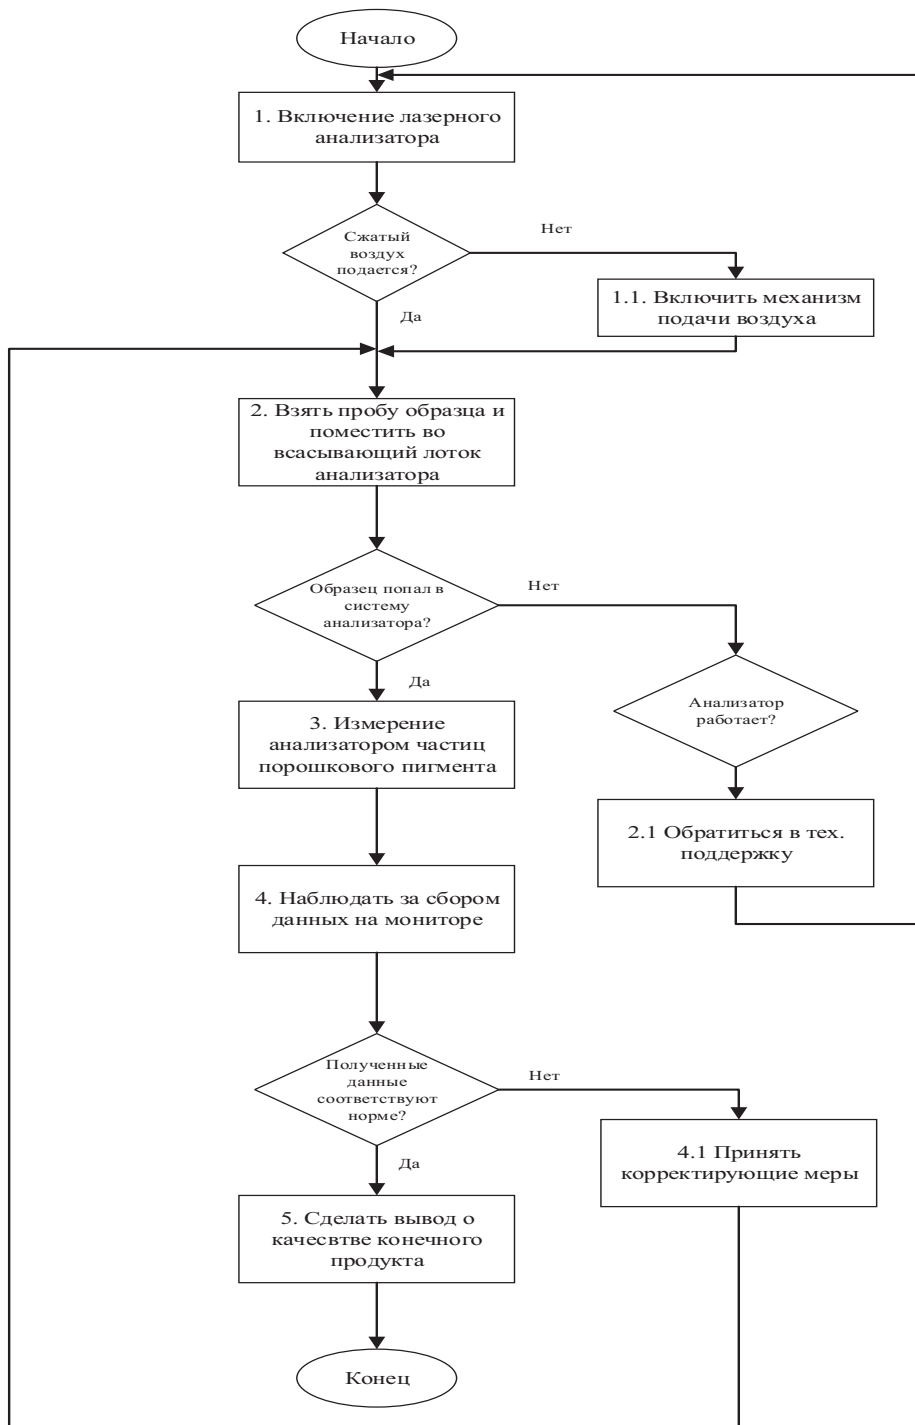 Начало
1. Включение лазерного
анализатора
Сжатый
воздух
подается?
Нет
Да
1.1. Включить механизм
подачи воздуха
2. Взять пробу образца и
поместить во
всасывающий лоток
анализатора
Образец попал в
систему
анализатора?
Нет
Да
Анализатор
работает?
3. Измерение
анализатором частиц
порошкового пигмента
2.1 Обратиться в тех.
поддержку
4. Наблюдать за сбором
данных на мониторе
Полученные
данные
соответствуют
норме?
Нет
Да
4.1 Принять
корректирующие меры
5. Сделать вывод о
качесвтве конечного
продукта
Конец